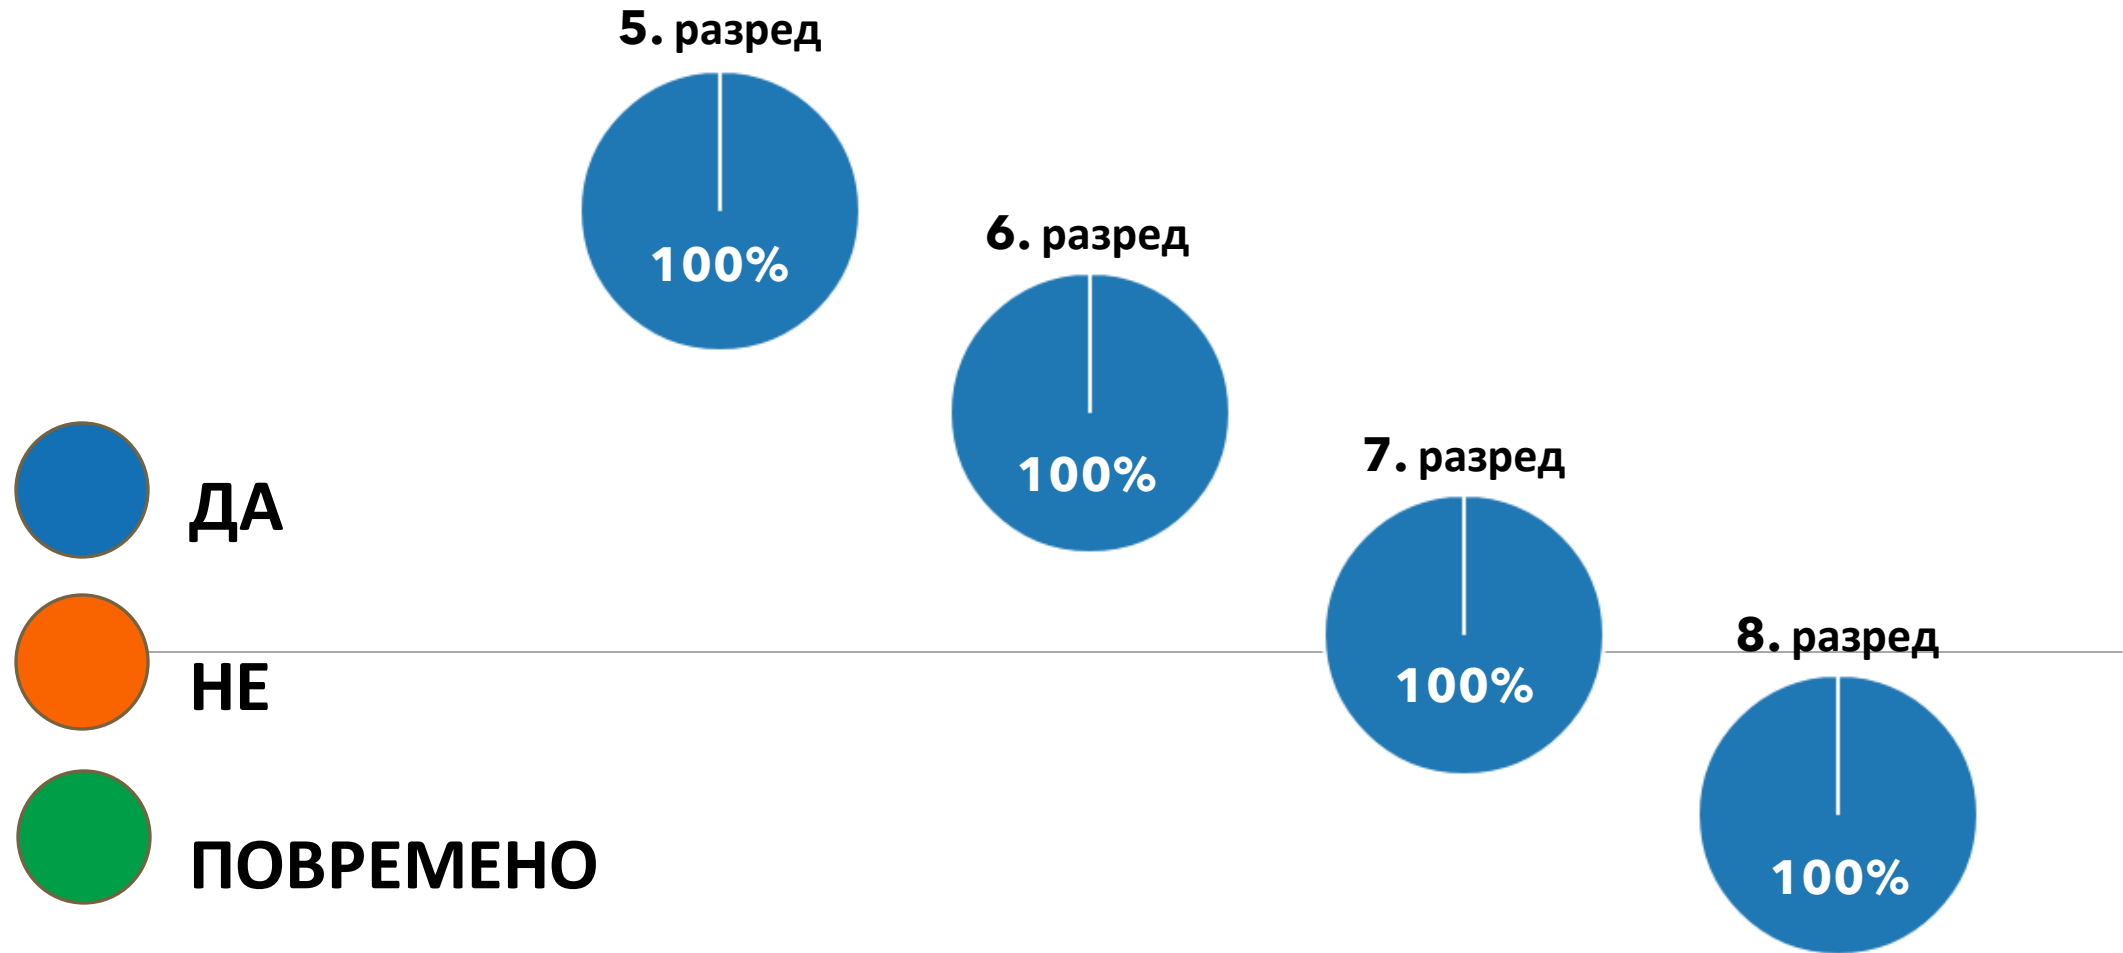 5. разред
100%
6. разред
100%
7. разред
100%
8. разред
100%
ДА
НЕ
ПОВРЕМЕНО